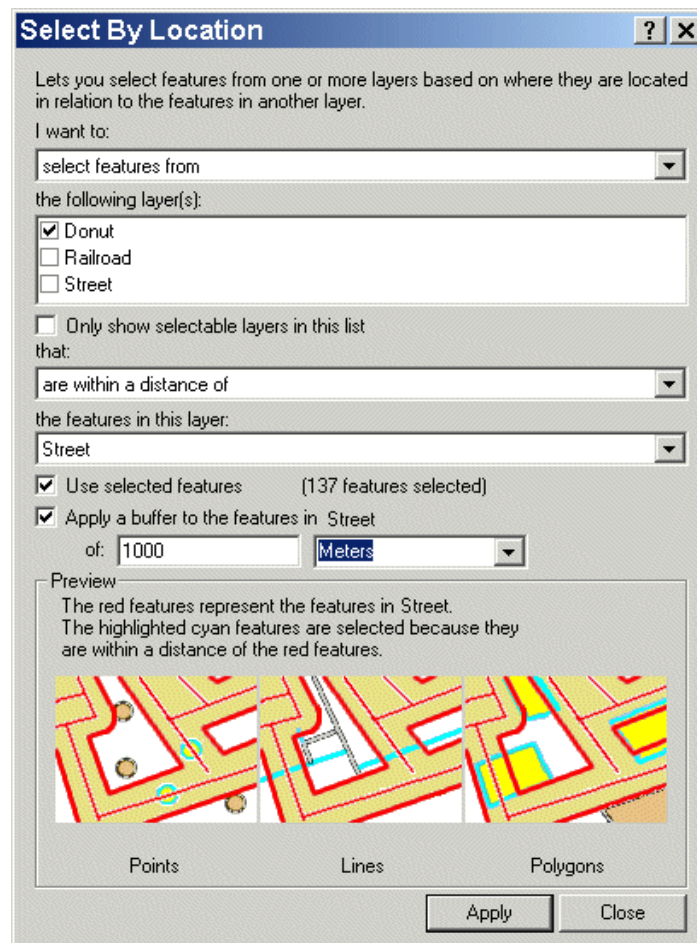 Select By Location
Lets you select features from one or more layers based on where they are located
in relation to the features in another layer.
I want to:
select features from
the following layer(s):
Donut
Railroad
Street
Only show selectable layers in this list
that:
are within a distance of
the features in this layer:
Street
Use selected features (137 features selected)
Apply a buffer to the features in Street
of: 1000 Meters
Preview
The red features represent the features in Street.
The highlighted cyan features are selected because they
are within a distance of the red features.
Points Lines Polygons
Apply Close